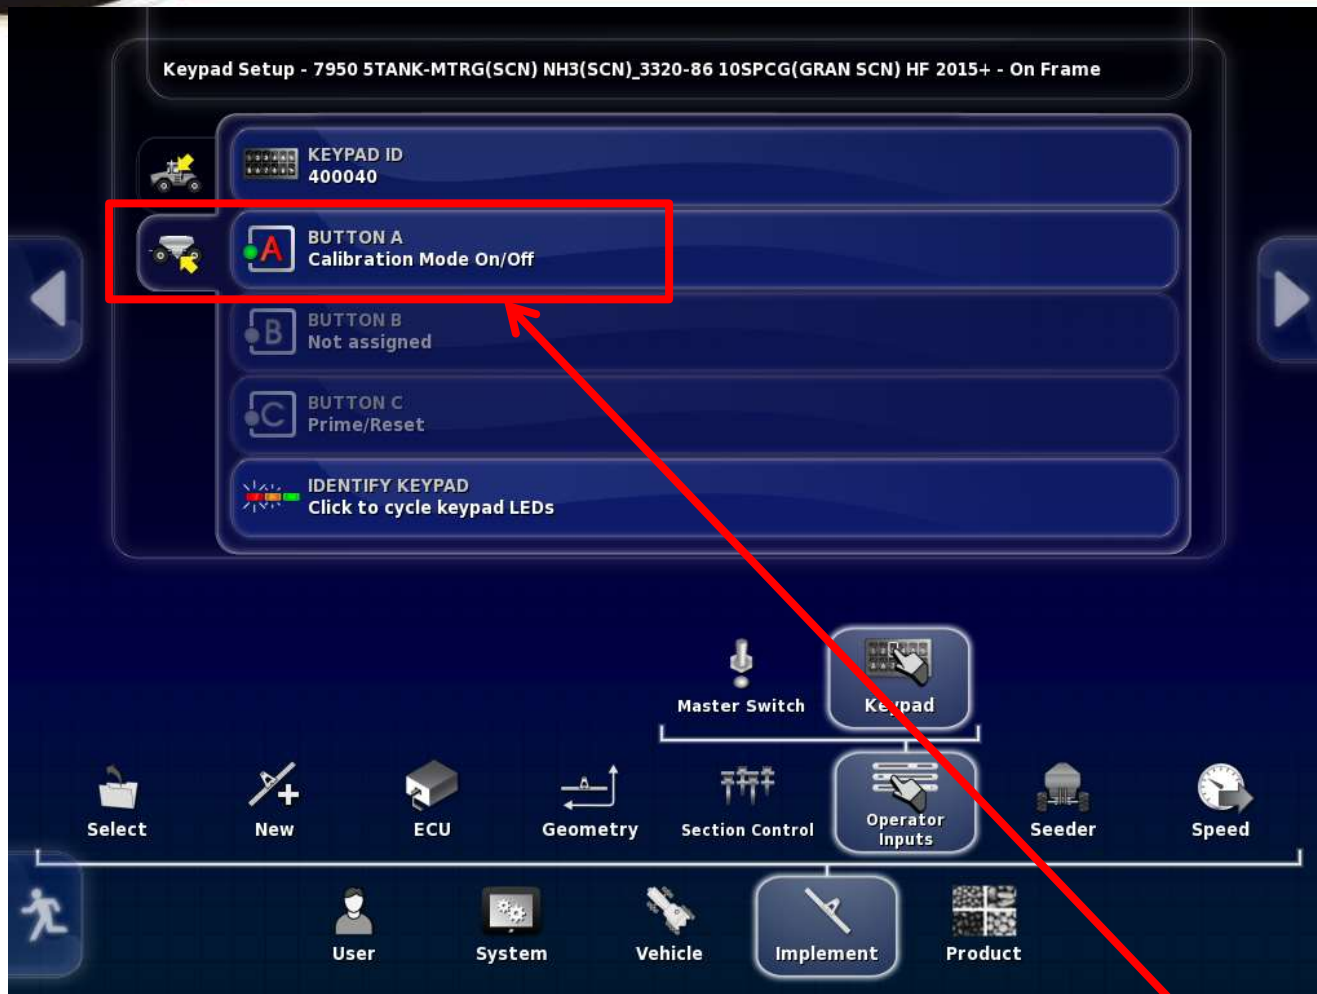 Keypad Setup - 7950 5TANK-MTRG(SCN) NH3(SCN)_3320-86 10SPCG(GRAN SCN) HF 2015+ - On Frame
KEYPAD ID
400040
A
BUTTON A
Calibration Mode On/Off
B
BUTTON B
Not assigned
C
BUTTON C
Prime/Reset
IDENTIFY KEYPAD
Click to cycle keypad LEDs
Master Switch
Keypad
Select
New
ECU
Geometry
Section Control
Operator
Inputs
Seeder
Speed
User
System
Vehicle
Implement
Product